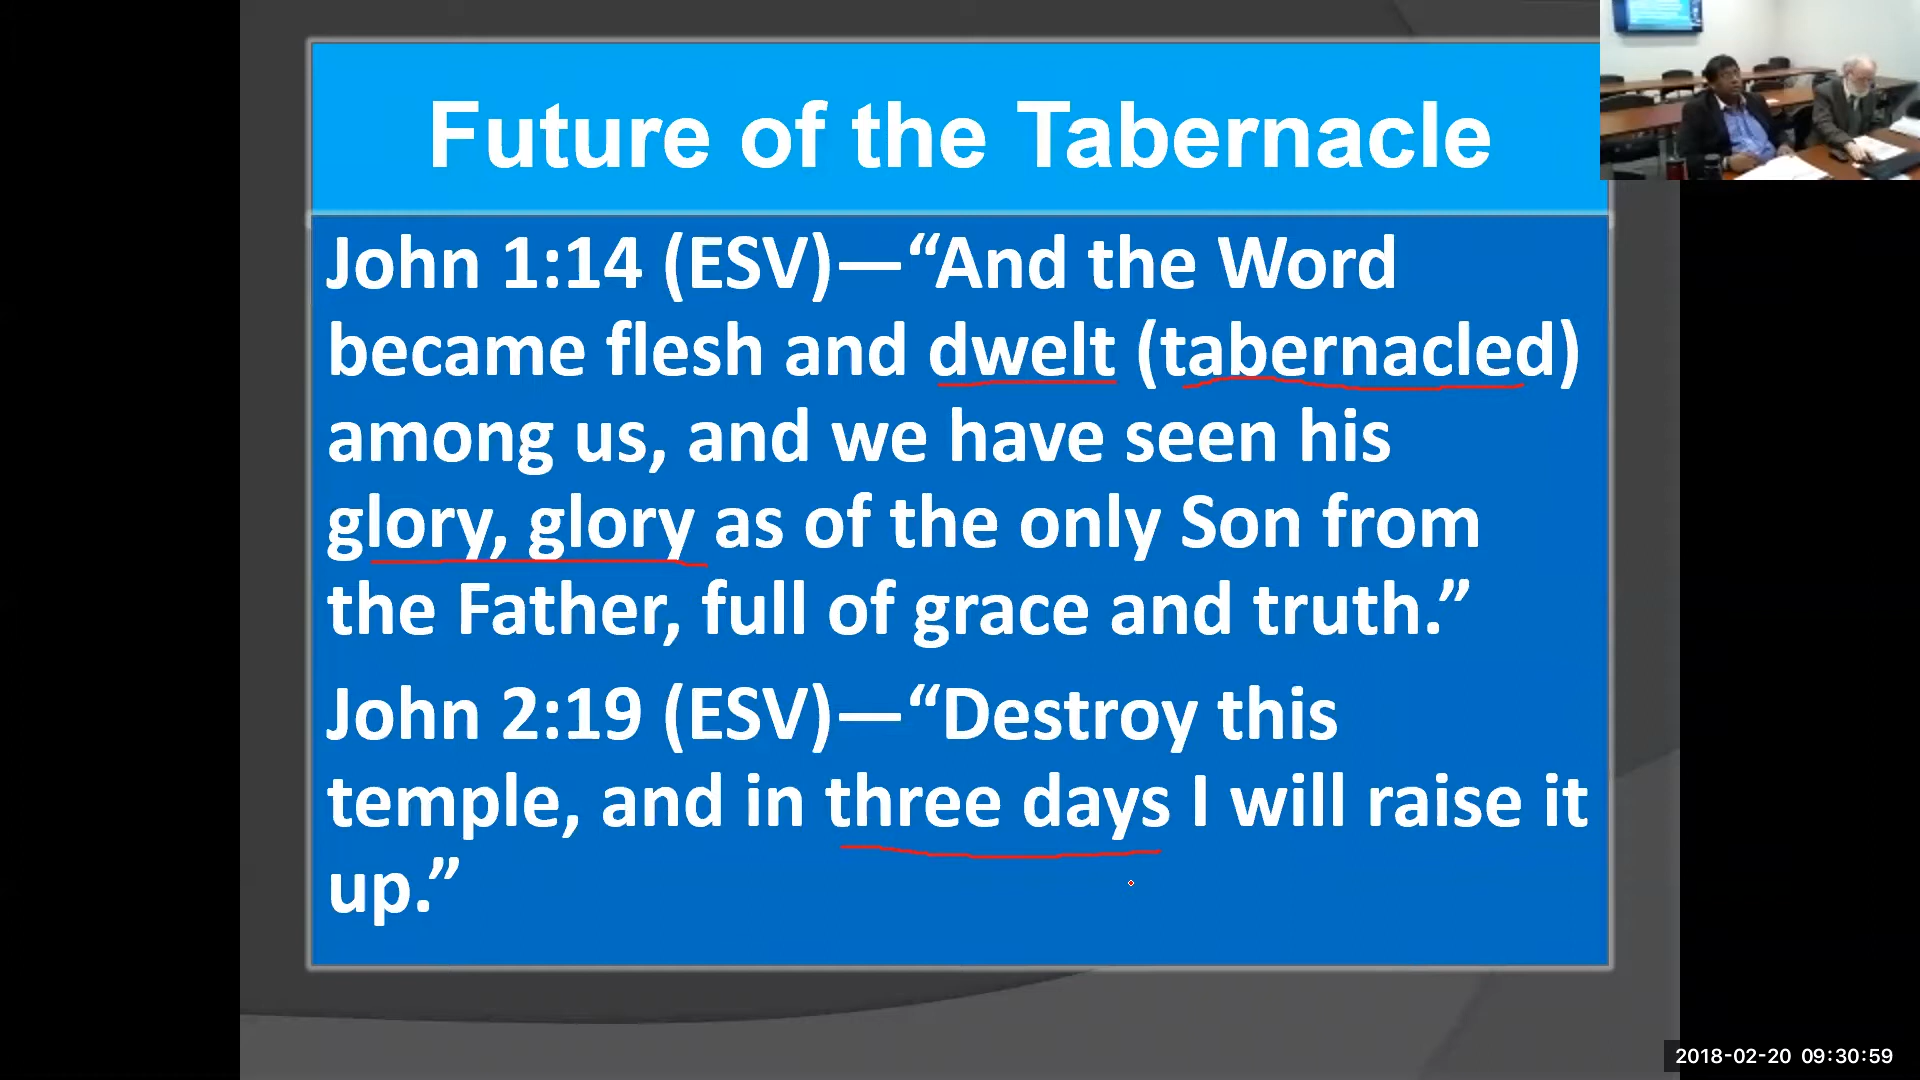 Future of the Tabernacle
John 1:14 (ESV)—“And the Word
became flesh and dwelt (tabernacled)
among us, and we have seen his
glory, glory as of the only Son from
the Father, full of grace and truth.”
John 2:19 (ESV)—“Destroy this
temple, and in three days I will raise it
up.”
2018-02-20 09:30:59